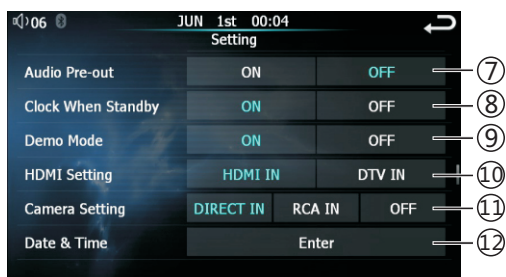 06 JUN 1st 00:04
Setting
Audio Pre-out ON OFF ⑦
Clock When Standby ON OFF ⑧
Demo Mode ON OFF ⑨
HDMI Setting HDMI IN DTV IN ⑩
Camera Setting DIRECT IN RCA IN OFF ⑪
Date & Time Enter ⑫